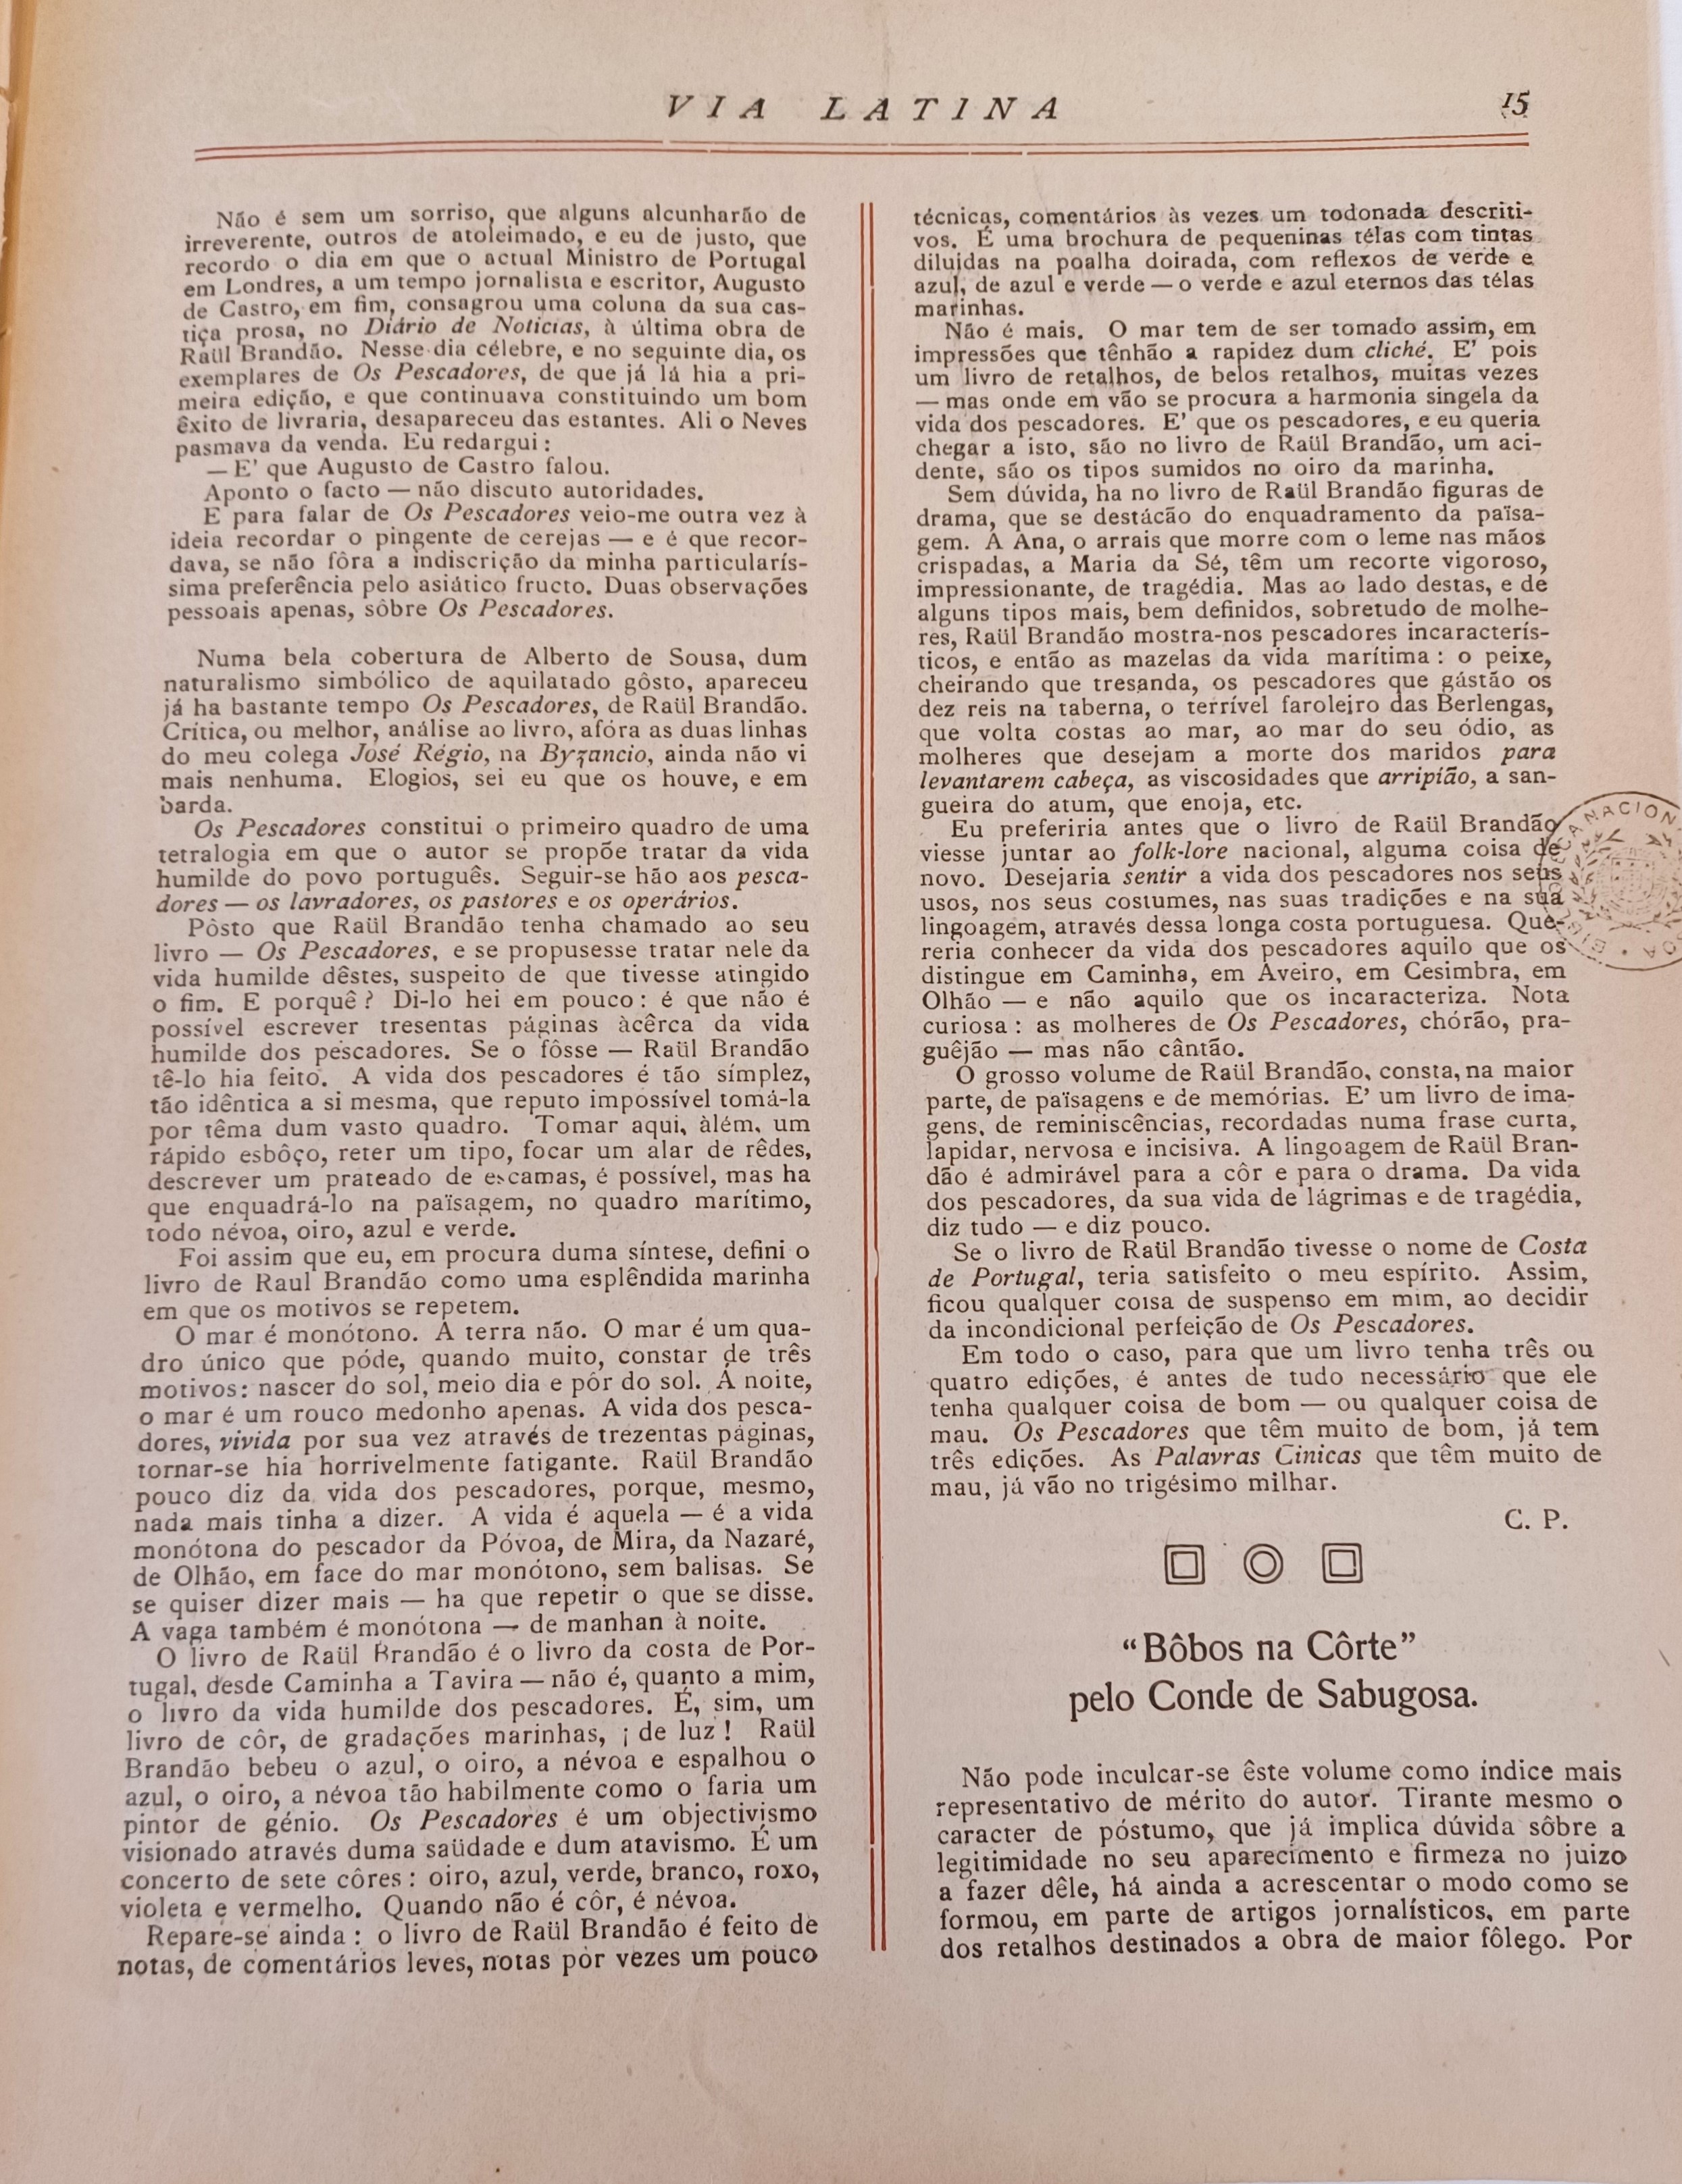 VIA LATINA
15
Não é sem um sorriso, que alguns alcunharão de
irreverente, outros de atoleimado, e eu de justo, que
recordo o dia em que o actual Ministro de Portugal
em Londres, a um tempo jornalista e escritor, Augusto
de Castro, em fim, consagrou uma coluna da sua cas-
tiça prosa, no Diário de Noticias, à última obra de
Raül Brandão. Nesse dia célebre, e no seguinte dia, os
exemplares de Os Pescadores, de que já lá hia a pri-
meira edição, e que continuava constituindo um bom
êxito de livraria, desapareceu das estantes. Ali o Neves
pasmava da venda. Eu redargui:
— E' que Augusto de Castro falou.
Aponto o facto — não discuto autoridades.
E para falar de Os Pescadores veio-me outra vez à
ideia recordar o pingente de cerejas — e é que recor-
dava, se não fôra a indiscrição da minha particularís-
sima preferência pelo asiático fructo. Duas observações
pessoais apenas, sôbre Os Pescadores.
Numa bela cobertura de Alberto de Sousa, dum
naturalismo simbólico de aquilatado gôsto, apareceu
já ha bastante tempo Os Pescadores, de Raül Brandão.
Crítica, ou melhor, análise ao livro, afóra as duas linhas
do meu colega José Régio, na Byzancio, ainda não vi
mais nenhuma. Elogios, sei eu que os houve, e em
barda.
Os Pescadores constitui o primeiro quadro de uma
tetralogia em que o autor se propõe tratar da vida
humilde do povo português. Seguir-se hão aos pesca-
dores — os lavradores, os pastores e os operários.
Pôsto que Raül Brandão tenha chamado ao seu
livro — Os Pescadores, e se propusesse tratar nele da
vida humilde dêstes, suspeito de que tivesse atingido
o fim. E porquê? Di-lo hei em pouco: é que não é
possível escrever tresentas páginas àcêrca da vida
humilde dos pescadores. Se o fôsse — Raül Brandão
tê-lo hia feito. A vida dos pescadores é tão símplez,
tão idêntica a si mesma, que reputo impossível tomá-la
por têma dum vasto quadro. Tomar aqui, àlém, um
rápido esbôço, reter um tipo, focar um alar de rêdes,
descrever um prateado de escamas, é possível, mas ha
que enquadrá-lo na païsagem, no quadro marítimo,
todo névoa, oiro, azul e verde.
Foi assim que eu, em procura duma síntese, defini o
livro de Raul Brandão como uma esplêndida marinha
em que os motivos se repetem.
O mar é monótono. A terra não. O mar é um qua-
dro único que póde, quando muito, constar de três
motivos: nascer do sol, meio dia e pôr do sol. Á noite,
o mar é um rouco medonho apenas. A vida dos pesca-
dores, vivida por sua vez através de trezentas páginas,
tornar-se hia horrivelmente fatigante. Raül Brandão
pouco diz da vida dos pescadores, porque, mesmo,
nada mais tinha a dizer. A vida é aquela — é a vida
monótona do pescador da Póvoa, de Mira, da Nazaré,
de Olhão, em face do mar monótono, sem balisas. Se
se quiser dizer mais — ha que repetir o que se disse.
A vaga também é monótona — de manhan à noite.
O livro de Raül Brandão é o livro da costa de Por-
tugal, desde Caminha a Tavira — não é, quanto a mim,
o livro da vida humilde dos pescadores. É, sim, um
livro de côr, de gradações marinhas, ¡ de luz! Raül
Brandão bebeu o azul, o oiro, a névoa e espalhou o
azul, o oiro, a névoa tão habilmente como o faria um
pintor de génio. Os Pescadores é um objectivismo
visionado através duma saüdade e dum atavismo. É um
concerto de sete côres: oiro, azul, verde, branco, roxo,
violeta e vermelho. Quando não é côr, é névoa.
Repare-se ainda: o livro de Raül Brandão é feito de
notas, de comentários leves, notas por vezes um pouco
técnicas, comentários às vezes um todonada descriti-
vos. É uma brochura de pequeninas télas com tintas
diluidas na poalha doirada, com reflexos de verde e
azul, de azul e verde — o verde e azul eternos das télas
marinhas.
Não é mais. O mar tem de ser tomado assim, em
impressões que tênhão a rapidez dum cliché. E' pois
um livro de retalhos, de belos retalhos, muitas vezes
— mas onde em vão se procura a harmonia singela da
vida dos pescadores. E' que os pescadores, e eu queria
chegar a isto, são no livro de Raül Brandão, um aci-
dente, são os tipos sumidos no oiro da marinha.
Sem dúvida, ha no livro de Raül Brandão figuras de
drama, que se destácão do enquadramento da païsa-
gem. A Ana, o arrais que morre com o leme nas mãos
crispadas, a Maria da Sé, têm um recorte vigoroso,
impressionante, de tragédia. Mas ao lado destas, e de
alguns tipos mais, bem definidos, sobretudo de molhe-
res, Raül Brandão mostra-nos pescadores incaracterís-
ticos, e então as mazelas da vida marítima: o peixe,
cheirando que tresanda, os pescadores que gástão os
dez reis na taberna, o terrível faroleiro das Berlengas,
que volta costas ao mar, ao mar do seu ódio, as
molheres que desejam a morte dos maridos para
levantarem cabeça, as viscosidades que arripião, a san-
gueira do atum, que enoja, etc.
Eu preferiria antes que o livro de Raül Brandão
viesse juntar ao folk-lore nacional, alguma coisa de
novo. Desejaria sentir a vida dos pescadores nos seus
usos, nos seus costumes, nas suas tradições e na sua
lingoagem, através dessa longa costa portuguesa. Que-
reria conhecer da vida dos pescadores aquilo que os
distingue em Caminha, em Aveiro, em Cesimbra, em
Olhão — e não aquilo que os incaracteriza. Nota
curiosa: as molheres de Os Pescadores, chórão, pra-
guêjão — mas não cântão.
O grosso volume de Raül Brandão, consta, na maior
parte, de païsagens e de memórias. E' um livro de ima-
gens, de reminiscências, recordadas numa frase curta,
lapidar, nervosa e incisiva. A lingoagem de Raül Bran-
dão é admirável para a côr e para o drama. Da vida
dos pescadores, da sua vida de lágrimas e de tragédia,
diz tudo — e diz pouco.
Se o livro de Raül Brandão tivesse o nome de Costa
de Portugal, teria satisfeito o meu espírito. Assim,
ficou qualquer coisa de suspenso em mim, ao decidir
da incondicional perfeição de Os Pescadores.
Em todo o caso, para que um livro tenha três ou
quatro edições, é antes de tudo necessário que ele
tenha qualquer coisa de bom — ou qualquer coisa de
mau. Os Pescadores que têm muito de bom, já tem
três edições. As Palavras Cinicas que têm muito de
mau, já vão no trigésimo milhar.
C. P.
“Bôbos na Côrte”
pelo Conde de Sabugosa.
Não pode inculcar-se êste volume como índice mais
representativo de mérito do autor. Tirante mesmo o
caracter de póstumo, que já implica dúvida sôbre a
legitimidade no seu aparecimento e firmeza no juizo
a fazer dêle, há ainda a acrescentar o modo como se
formou, em parte de artigos jornalísticos, em parte
dos retalhos destinados a obra de maior fôlego. Por